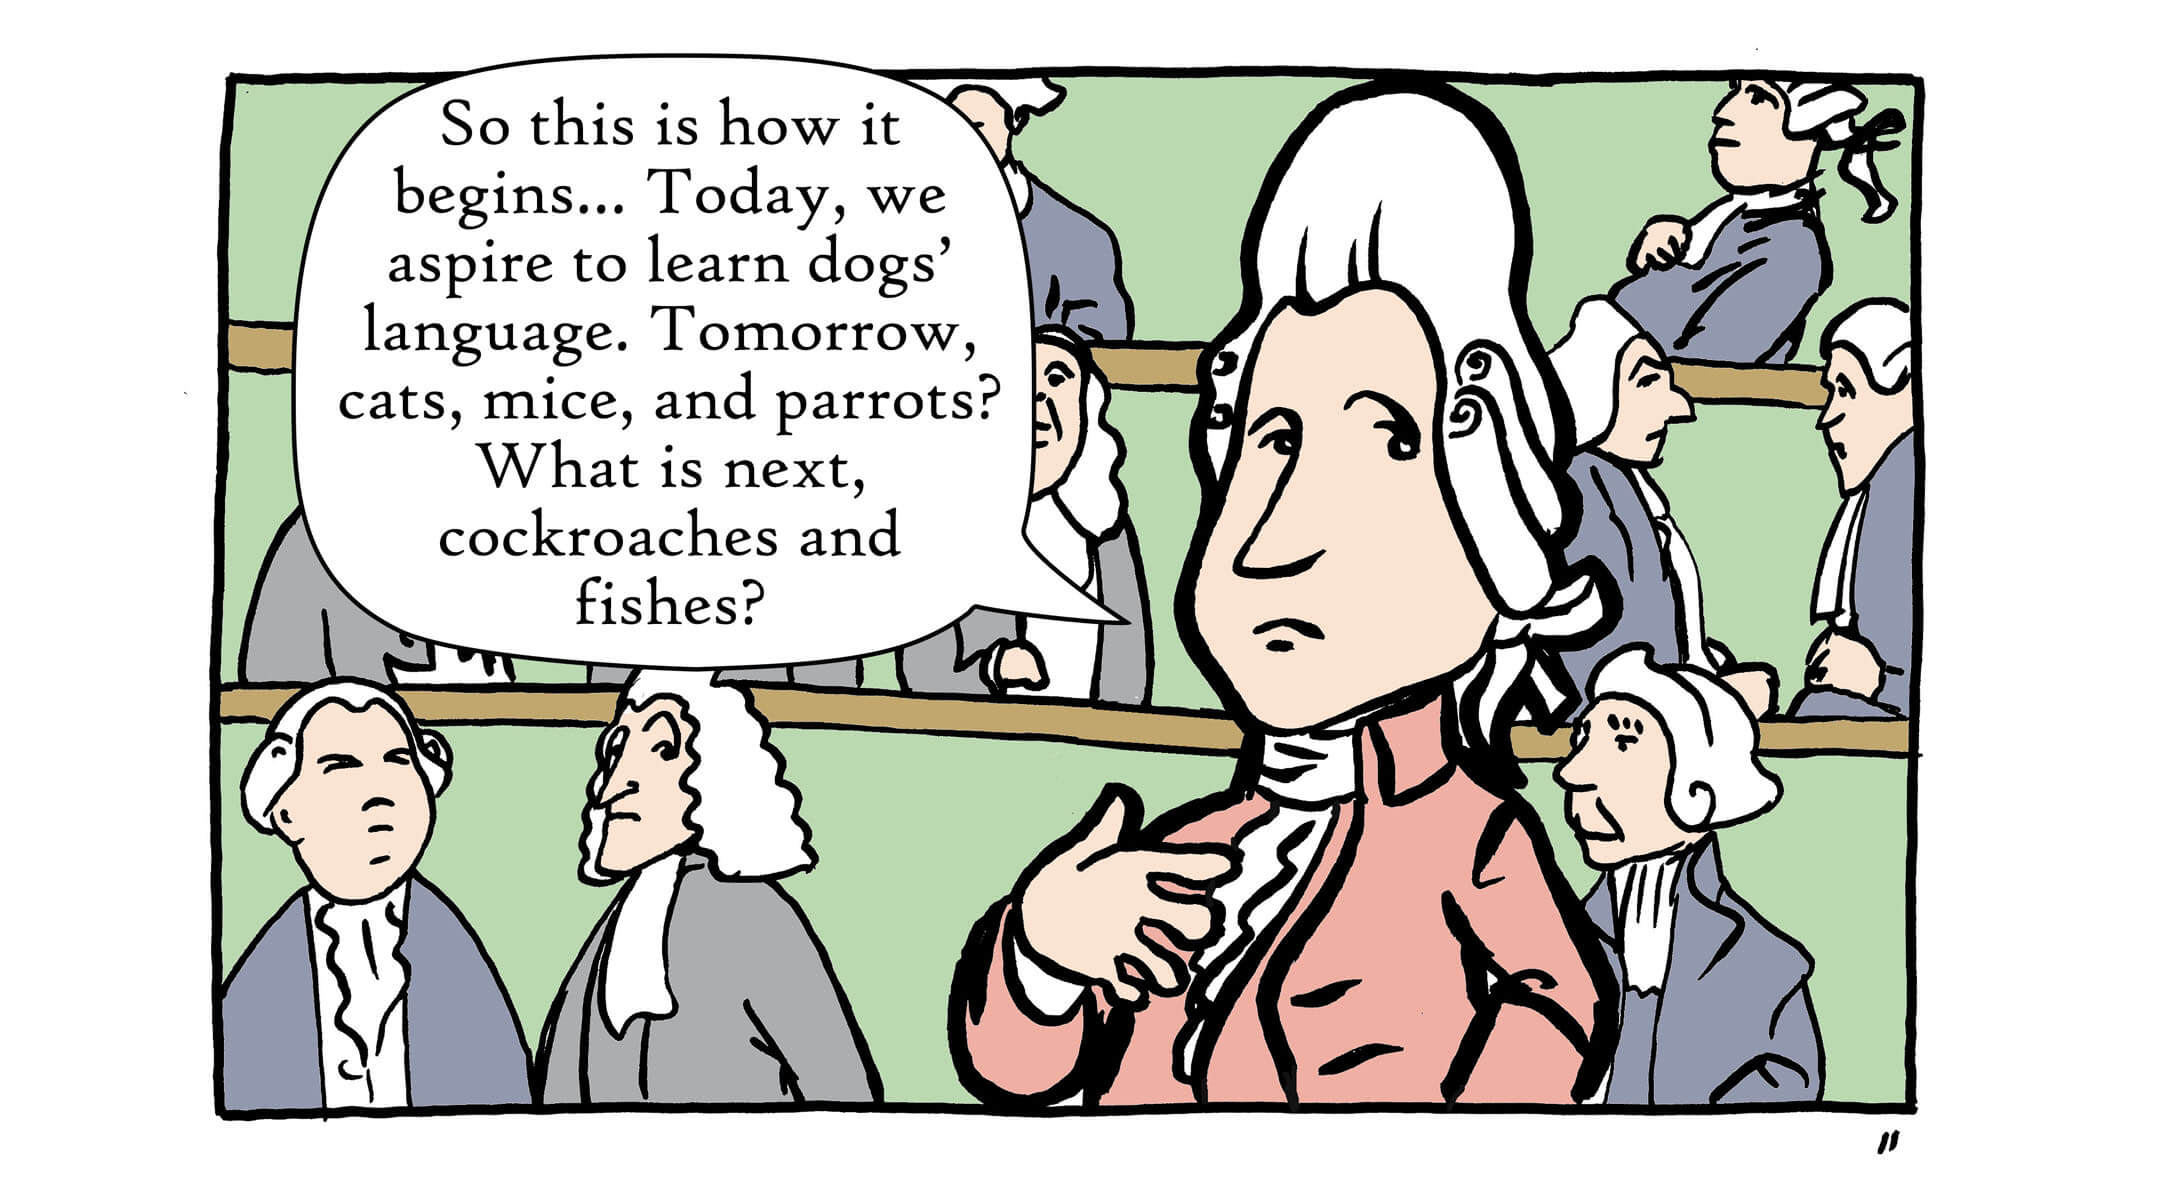 So this is how it
begins... Today, we
aspire to learn dogs’
language. Tomorrow,
cats, mice, and parrots?
What is next,
cockroaches and
fishes?
11